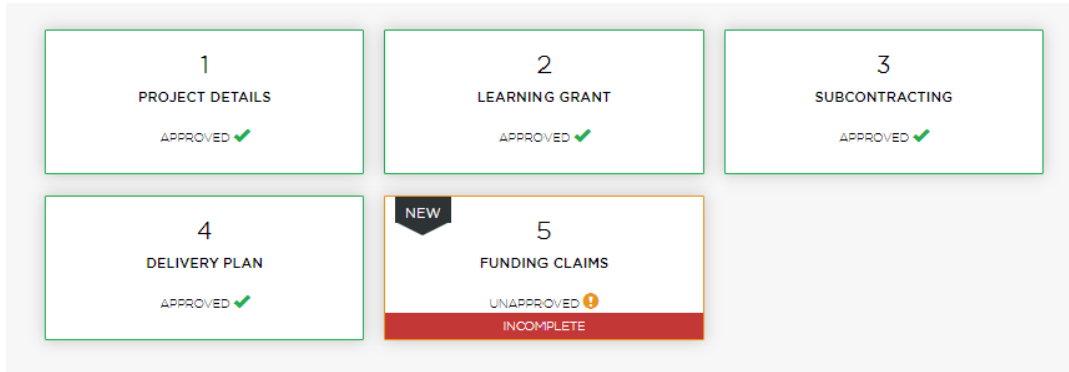 1
PROJECT DETAILS
APPROVED
2
LEARNING GRANT
APPROVED
3
SUBCONTRACTING
APPROVED
4
DELIVERY PLAN
APPROVED
NEW
5
FUNDING CLAIMS
UNAPPROVED
INCOMPLETE